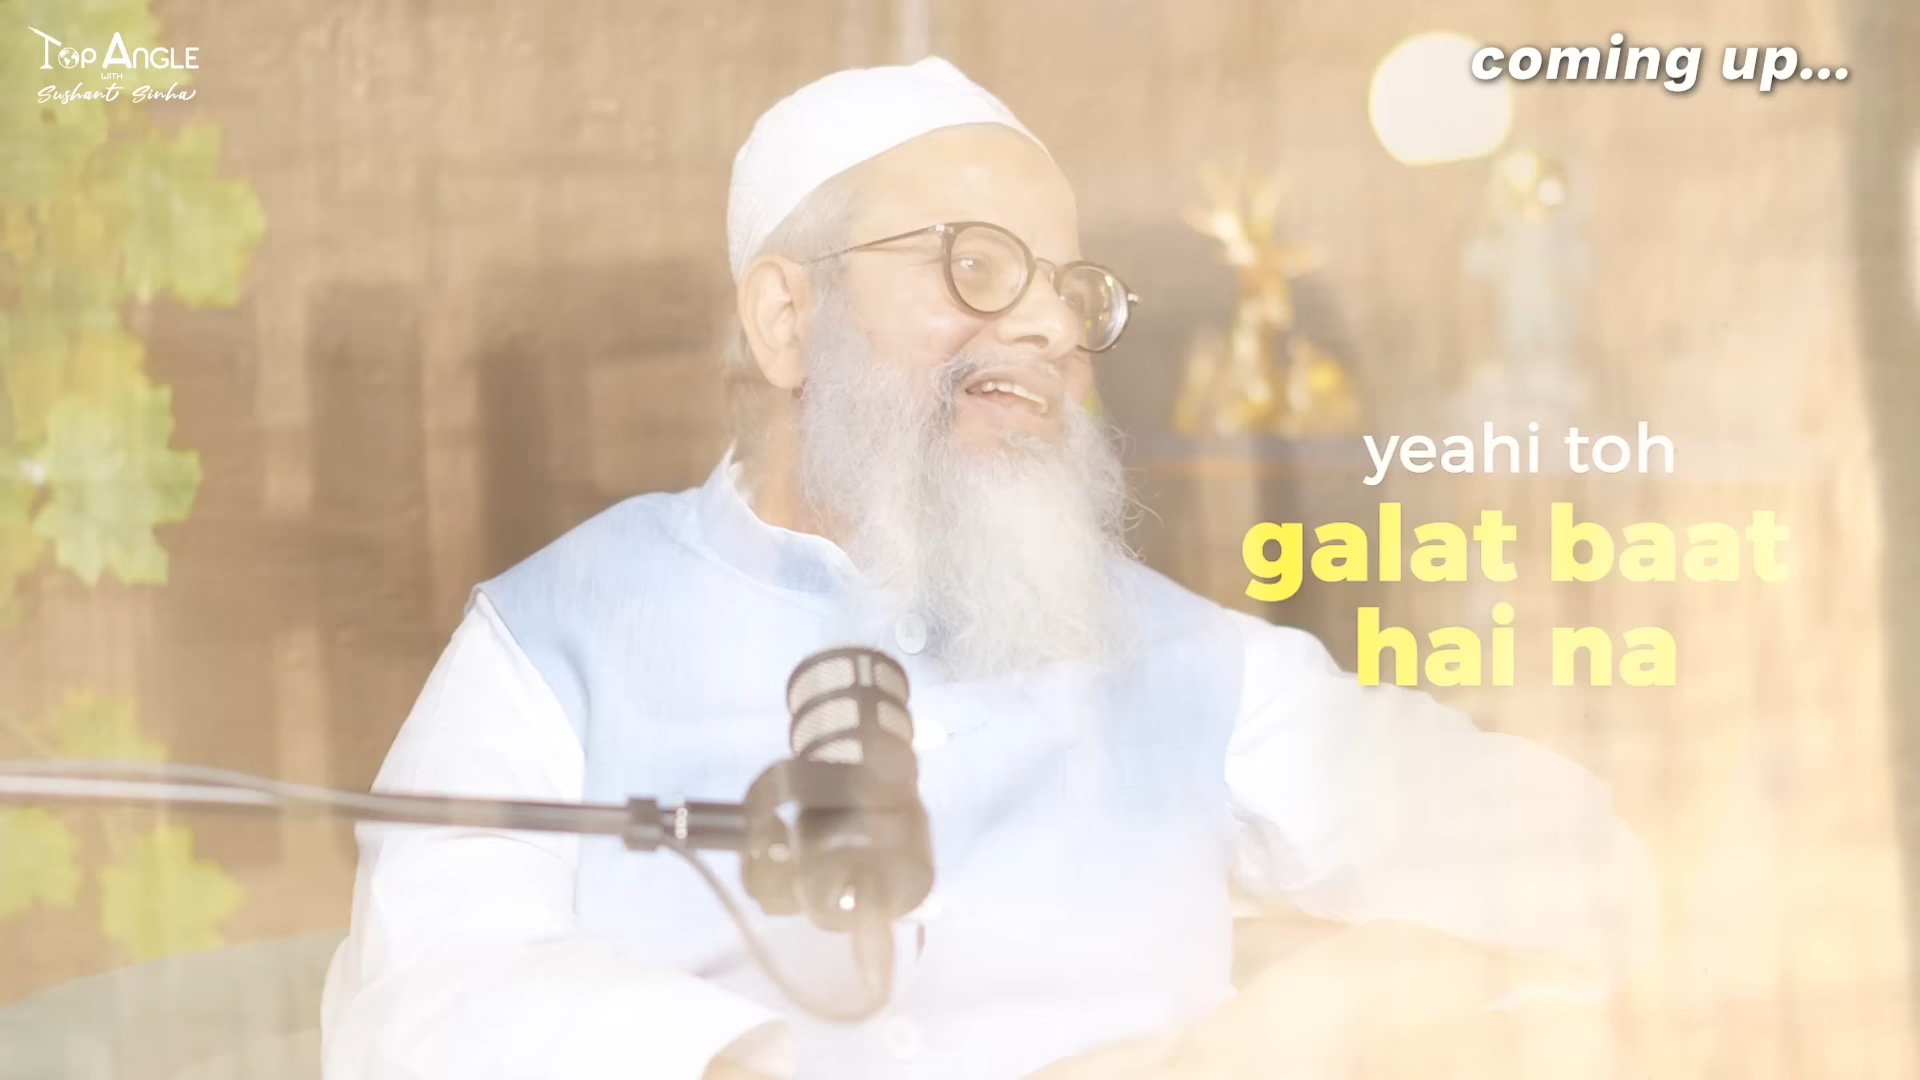 TOP ANGLE
WITH
Sushant Sinha
coming up...
yeahi toh
galat baat
hai na